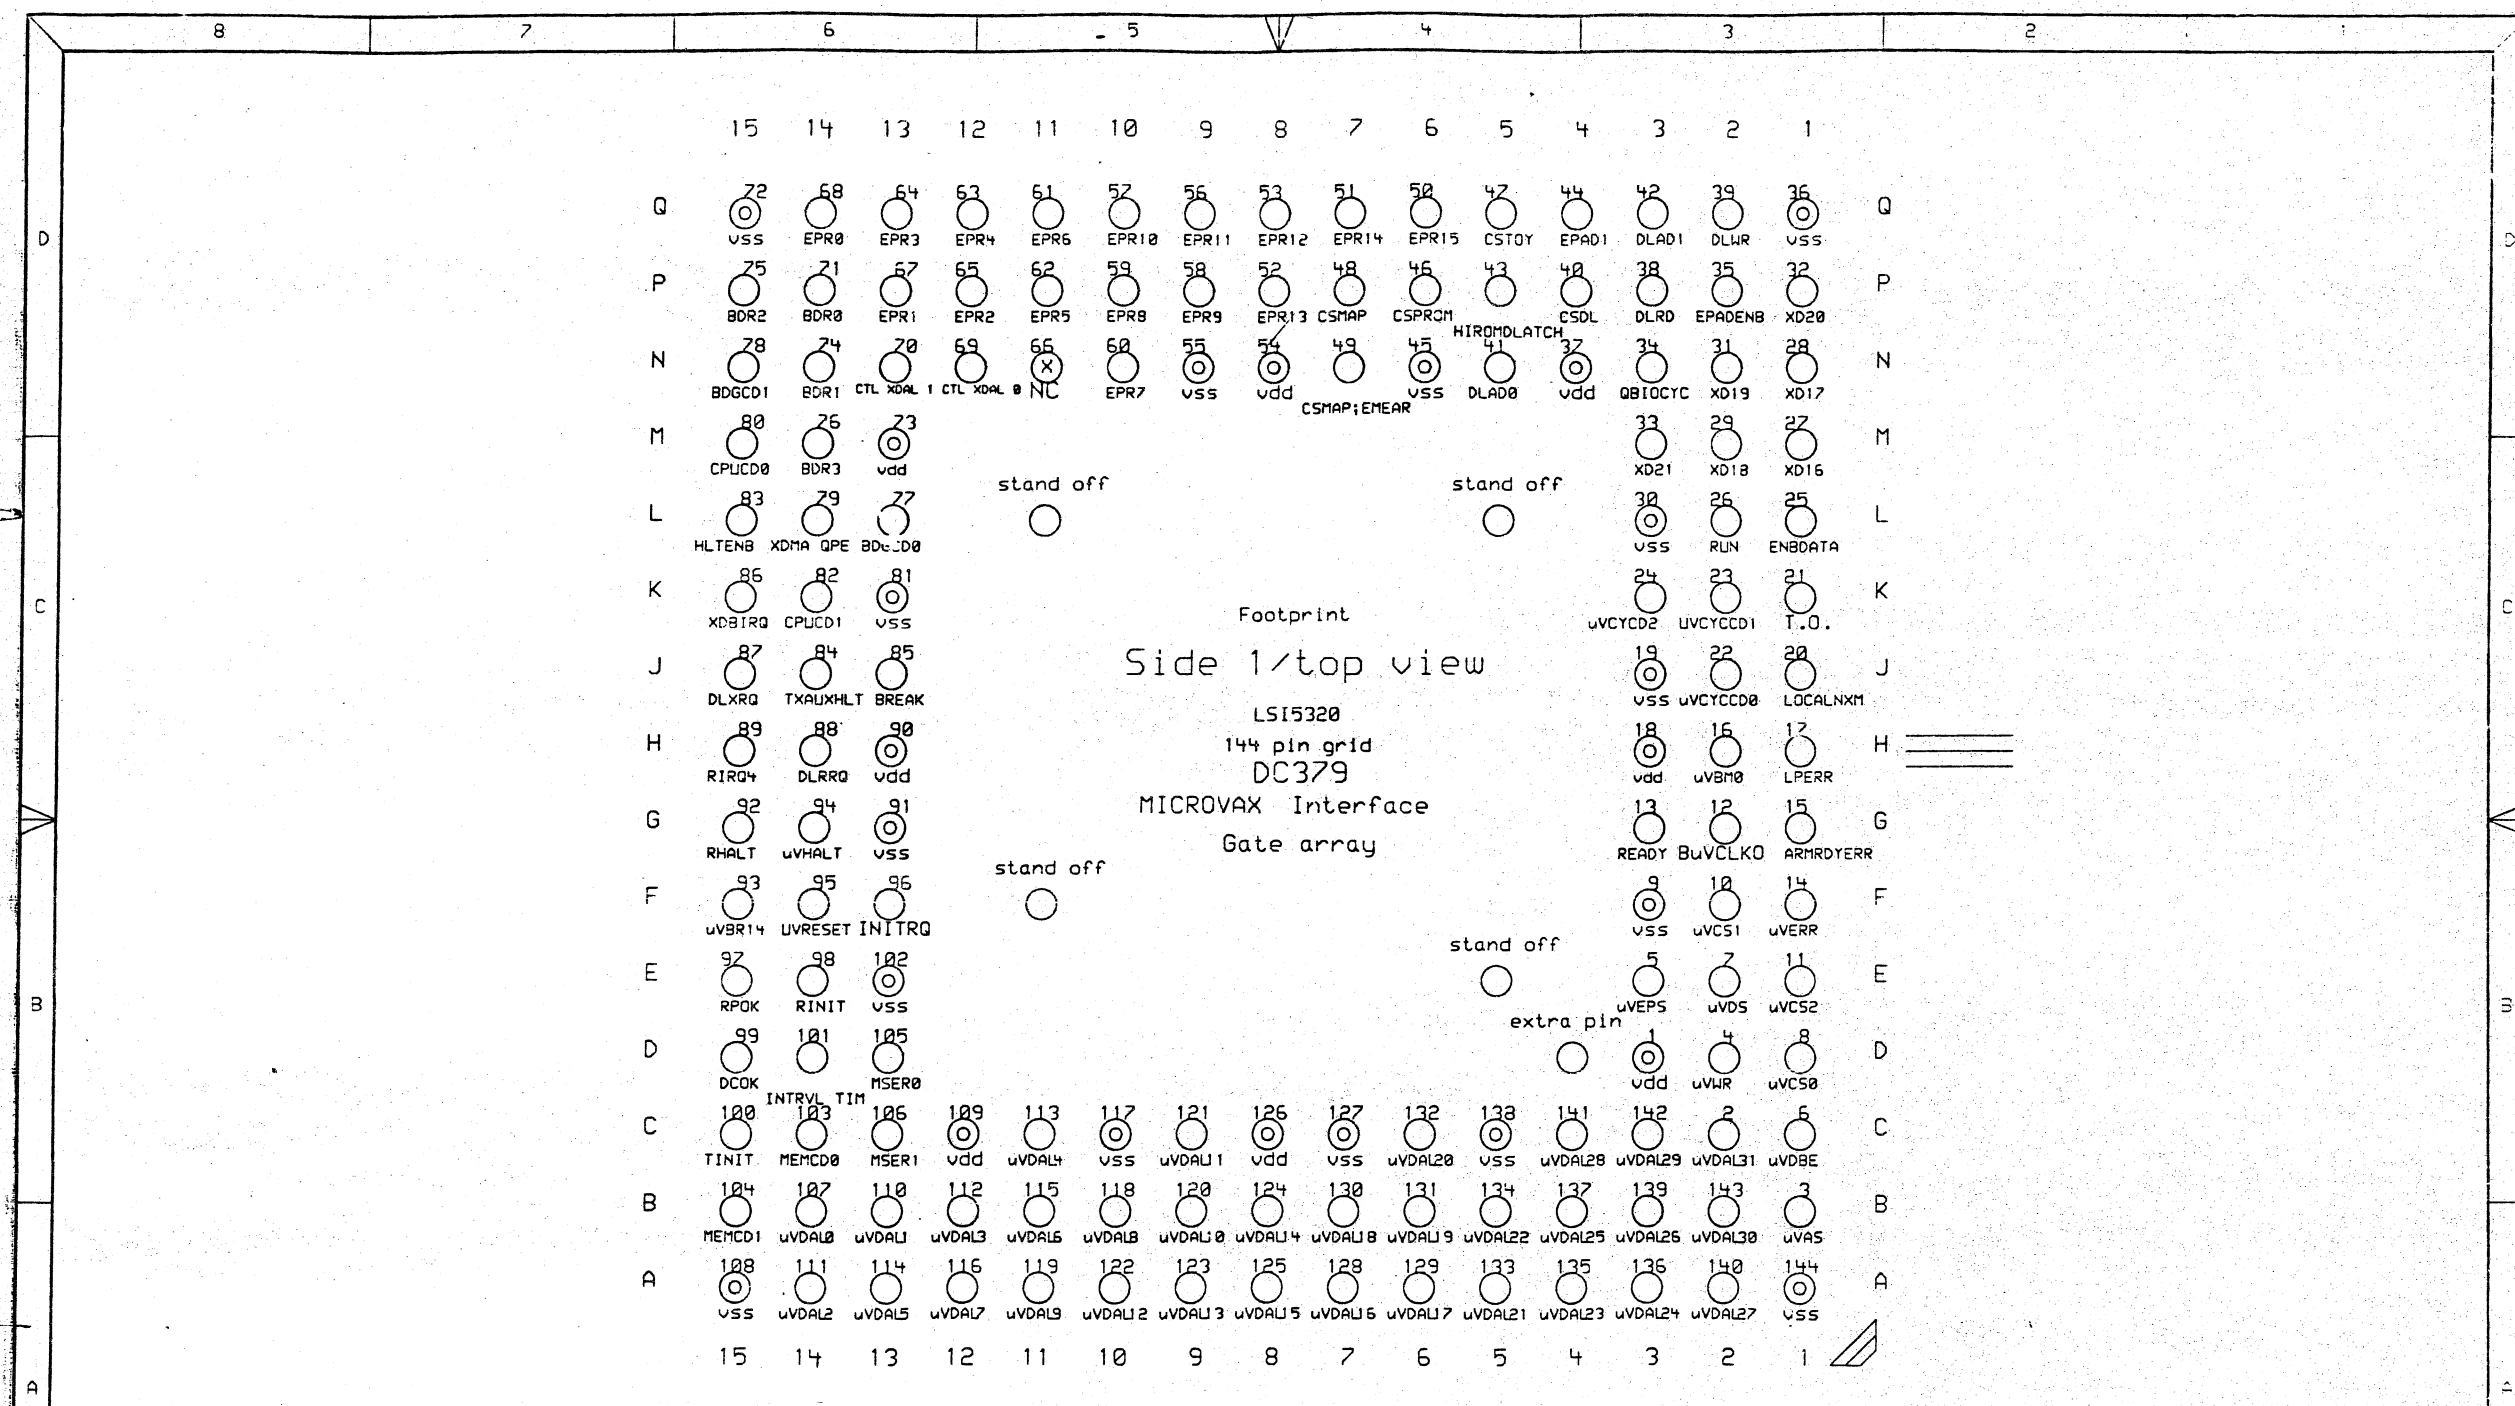 8 7 6 5 4 3 2
15 14 13 12 11 10 9 8 7 6 5 4 3 2 1
72 68 64 63 61 57 56 53 51 50 47 44 42 39 36
Q Q
vss EPR0 EPR3 EPR4 EPR6 EPR10 EPR11 EPR12 EPR14 EPR15 CSTOY EPAD1 DLAD1 DLWR vss
D D
75 71 67 65 62 59 58 52 48 46 43 40 38 35 32
P P
BDR2 BDR0 EPR1 EPR2 EPR5 EPR8 EPR9 EPR13 CSMAP CSPROM CSDL DLRD EPADENB XD20
HIROMDLATCH
78 74 70 69 66 60 55 54 49 45 41 37 34 31 28
N X N
BDGCD1 BDR1 CTL XDAL 1 CTL XDAL 0 NC EPR7 vss vdd vss DLAD0 vdd QBIOCYC XD19 XD17
CSMAP;EMEAR
80 76 73 33 29 27
M M
CPUCD0 BDR3 vdd XD21 XD18 XD16
stand off stand off
83 79 77 30 26 25
L L
HLTENB XDMA QPE BDGCD0 vss RUN ENBDATA
86 82 81 24 23 21
K K
C C
Footprint
XDBIRQ CPUCD1 vss uVCYCD2 UVCYCCD1 T.O.
87 84 85 19 22 20
J Side 1/top view J
DLXRQ TXAUXHLT BREAK vss uVCYCCD0 LOCALNXM
LSI5320
89 88 90 18 16 17
H 144 pin grid H
DC379
RIRQ4 DLRRQ vdd vdd uVBM0 LPERR
MICROVAX Interface
92 94 91 13 12 15
G G
Gate array
RHALT uVHALT vss READY BuVCLKO ARMRDYERR
stand off
93 95 96 9 10 14
F F
uVBR14 UVRESET INITRQ vss uVCS1 uVERR
stand off
97 98 102 5 7 11
E E
RPOK RINIT vss uVEPS uVDS uVCS2
B B
extra pin
99 101 105 1 4 8
D D
DCOK MSER0 vdd uVWR uVCS0
INTRVL TIM
100 103 106 109 113 117 121 126 127 132 138 141 142 2 6
C C
TINIT MEMCD0 MSER1 vdd uVDAL4 vss uVDAL11 vdd vss uVDAL20 vss uVDAL28 uVDAL29 uVDAL31 uVDBE
104 107 110 112 115 118 120 124 130 131 134 137 139 143 3
B B
MEMCD1 uVDAL0 uVDAL1 uVDAL3 uVDAL6 uVDAL8 uVDAL10 uVDAL14 uVDAL18 uVDAL19 uVDAL22 uVDAL25 uVDAL26 uVDAL30 uVAS
108 111 114 116 119 122 123 125 128 129 133 135 136 140 144
A A
vss uVDAL2 uVDAL5 uVDAL7 uVDAL9 uVDAL12 uVDAL13 uVDAL15 uVDAL16 uVDAL17 uVDAL21 uVDAL23 uVDAL24 uVDAL27 vss
15 14 13 12 11 10 9 8 7 6 5 4 3 2 1
A